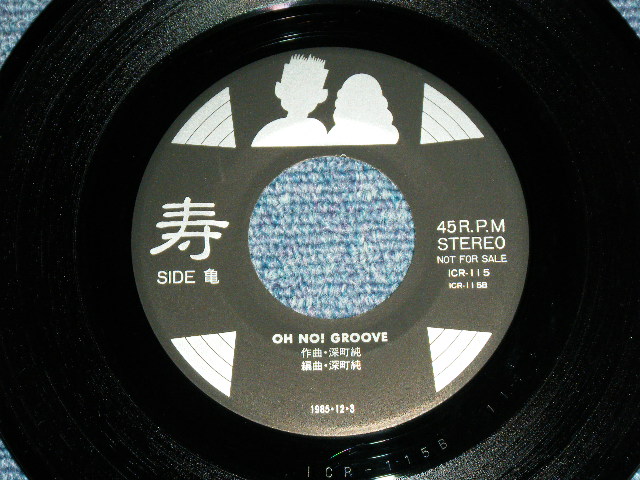 寿
SIDE 亀
45 R.P.M
STEREO
NOT FOR SALE
ICR-115
ICR-115B
OH NO! GROOVE
作曲・深町純
編曲・深町純
1985・12・3
ICR-115B